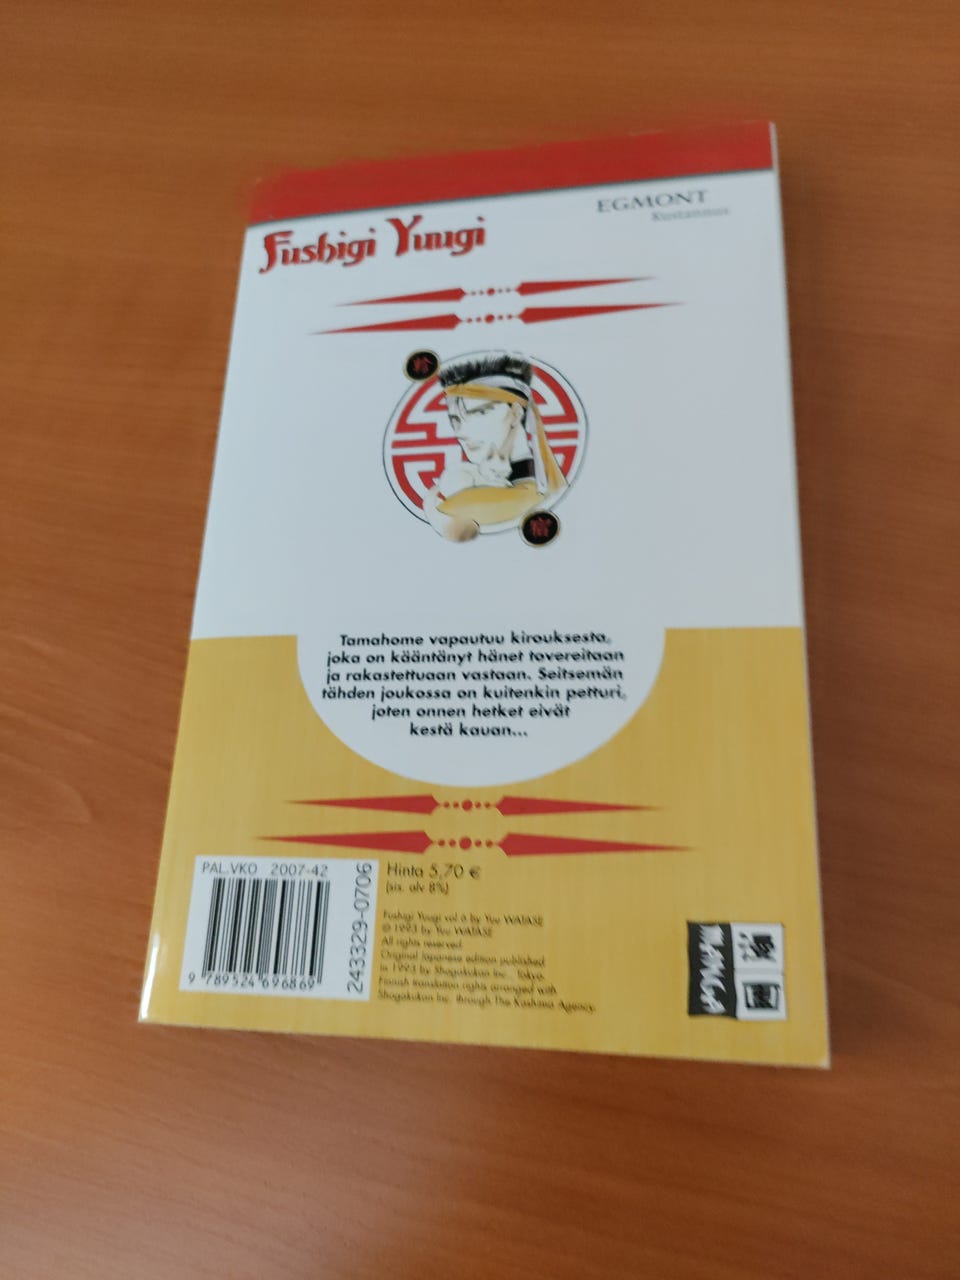 EGMONT
Kustannus
Fushigi Yuugi
Tamahome vapautuu kirouksesta,
joka on kääntänyt hänet tovereitaan
ja rakastettuaan vastaan. Seitsemän
tähden joukossa on kuitenkin petturi,
joten onnen hetket eivät
kestä kauan...
PAL.VKO 2007-42
9 789524 696869
243329-0706
Hinta 5,70 €
(sis. alv 8%)
Fushigi Yuugi vol 6 by Yuu WATASE
© 1993 by Yuu WATASE
All rights reserved
Original Japanese edition published
in 1993 by Shogakukan Inc., Tokyo.
Finnish translation rights arranged with
Shogakukan Inc. through The Kashima Agency.
MANGA
漫画